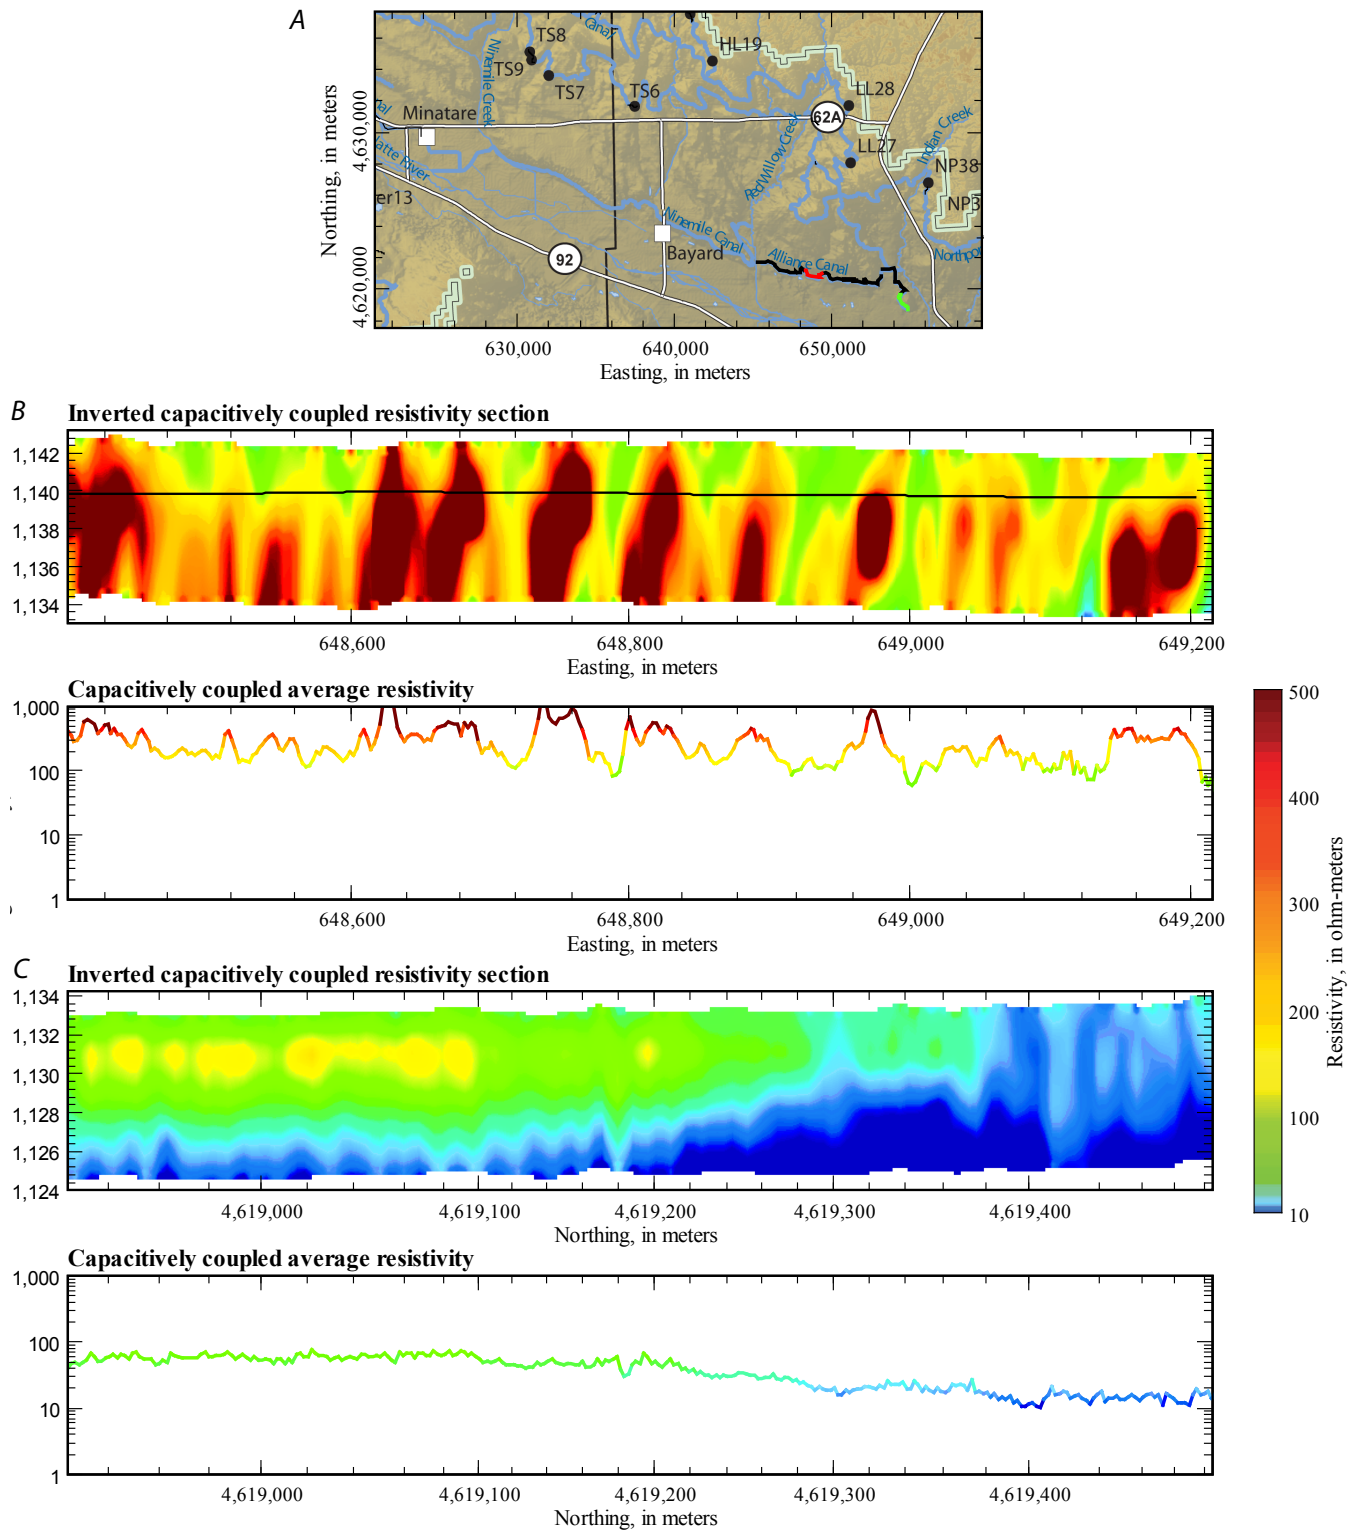 A
Canal
TS8
HL19
TS9
Ninemile Creek
TS7
TS6
LL28
Minatare
62A
Red Willow Creek
Indian Creek
LL27
NP38
NP3
er13
Ninemile Canal
Bayard
Alliance Canal
92
4,630,000
4,620,000
Northing, in meters
630,000 640,000 650,000
Easting, in meters
B
Inverted capacitively coupled resistivity section
1,142
1,140
1,138
1,136
1,134
648,600 648,800 649,000 649,200
Easting, in meters
Capacitively coupled average resistivity
1,000
100
10
1
648,600 648,800 649,000 649,200
Easting, in meters
500
400
300
200
100
10
Resistivity, in ohm-meters
C
Inverted capacitively coupled resistivity section
1,134
1,132
1,130
1,128
1,126
1,124
4,619,000 4,619,100 4,619,200 4,619,300 4,619,400
Northing, in meters
Capacitively coupled average resistivity
1,000
100
10
1
4,619,000 4,619,100 4,619,200 4,619,300 4,619,400
Northing, in meters